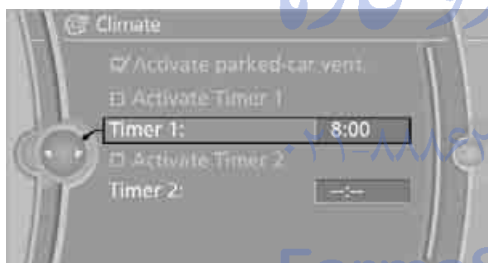 Climate
Activate parked-car vent.
Activate Timer 1
Timer 1: 8:00
Activate Timer 2
Timer 2: --:--